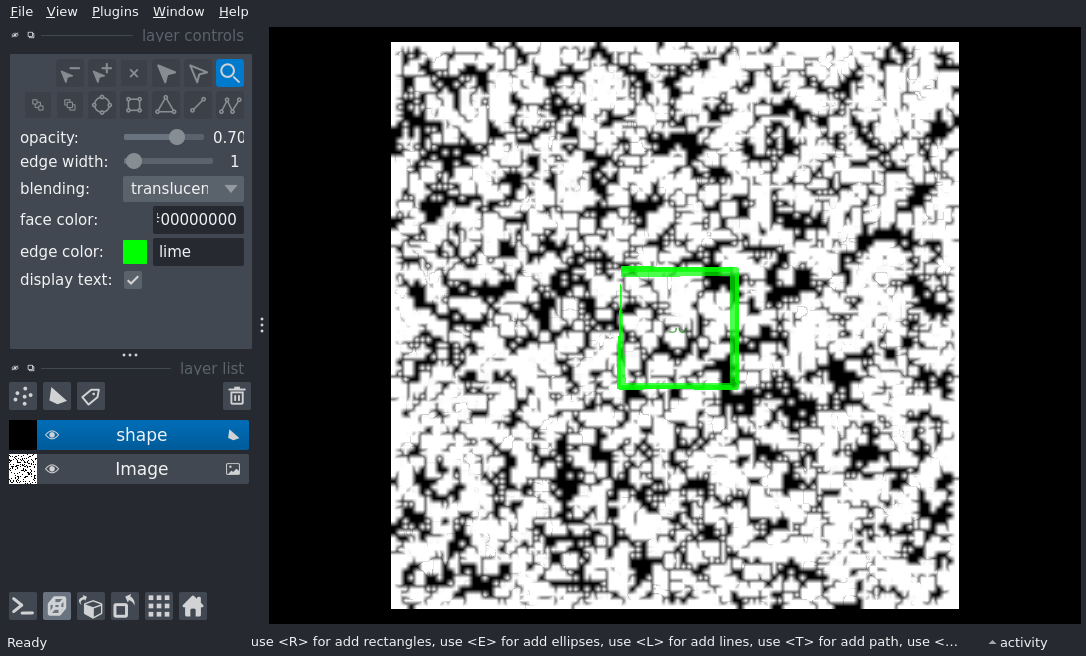 File View Plugins Window Help
layer controls
opacity: 0.70
edge width: 1
blending: translucen
face color: 00000000
edge color: lime
display text:
layer list
shape
Image
Ready use <R> for add rectangles, use <E> for add ellipses, use <L> for add lines, use <T> for add path, use <... activity